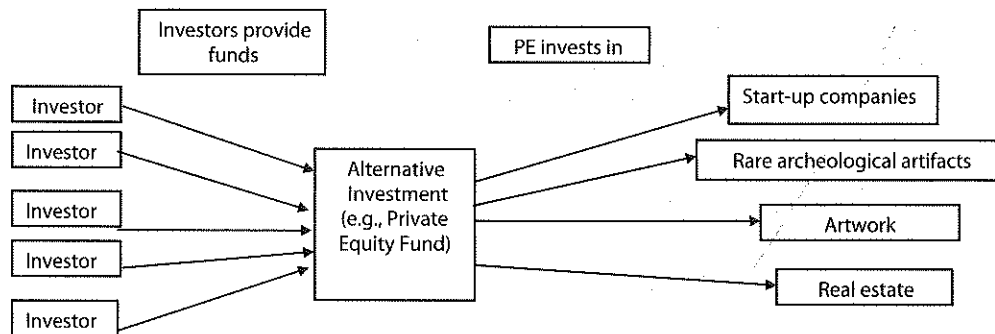 Investors provide
funds
PE invests in
Investor
Investor
Investor
Investor
Investor
Alternative
Investment
(e.g., Private
Equity Fund)
Start-up companies
Rare archeological artifacts
Artwork
Real estate